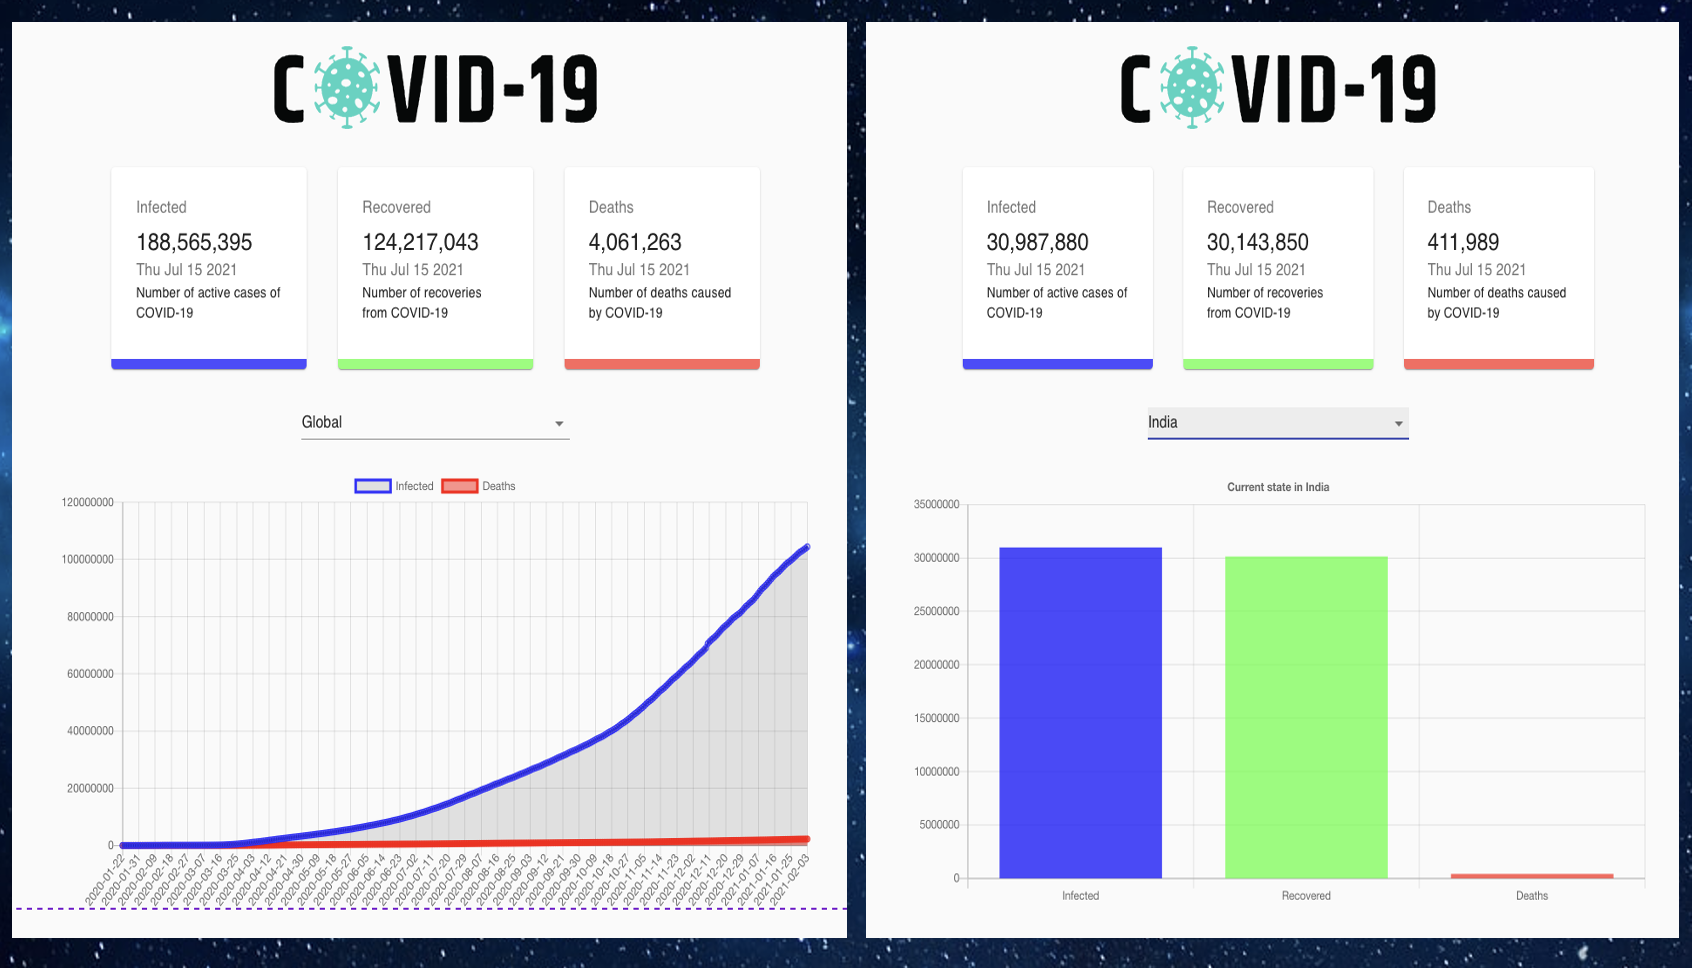 COVID-19
Infected
188,565,395
Thu Jul 15 2021
Number of active cases of
COVID-19
Recovered
124,217,043
Thu Jul 15 2021
Number of recoveries
from COVID-19
Deaths
4,061,263
Thu Jul 15 2021
Number of deaths caused
by COVID-19
Global
Infected Deaths
120000000
100000000
80000000
60000000
40000000
20000000
0
2020-01-22
2020-01-31
2020-02-09
2020-02-18
2020-02-27
2020-03-07
2020-03-16
2020-03-25
2020-04-03
2020-04-12
2020-04-21
2020-04-30
2020-05-09
2020-05-18
2020-05-27
2020-06-05
2020-06-14
2020-06-23
2020-07-02
2020-07-11
2020-07-20
2020-07-29
2020-08-07
2020-08-16
2020-08-25
2020-09-03
2020-09-12
2020-09-21
2020-09-30
2020-10-09
2020-10-18
2020-10-27
2020-11-05
2020-11-14
2020-11-23
2020-12-02
2020-12-11
2020-12-20
2020-12-29
2021-01-07
2021-01-16
2021-01-25
2021-02-03
COVID-19
Infected
30,987,880
Thu Jul 15 2021
Number of active cases of
COVID-19
Recovered
30,143,850
Thu Jul 15 2021
Number of recoveries
from COVID-19
Deaths
411,989
Thu Jul 15 2021
Number of deaths caused
by COVID-19
India
Current state in India
35000000
30000000
25000000
20000000
15000000
10000000
5000000
0
Infected
Recovered
Deaths